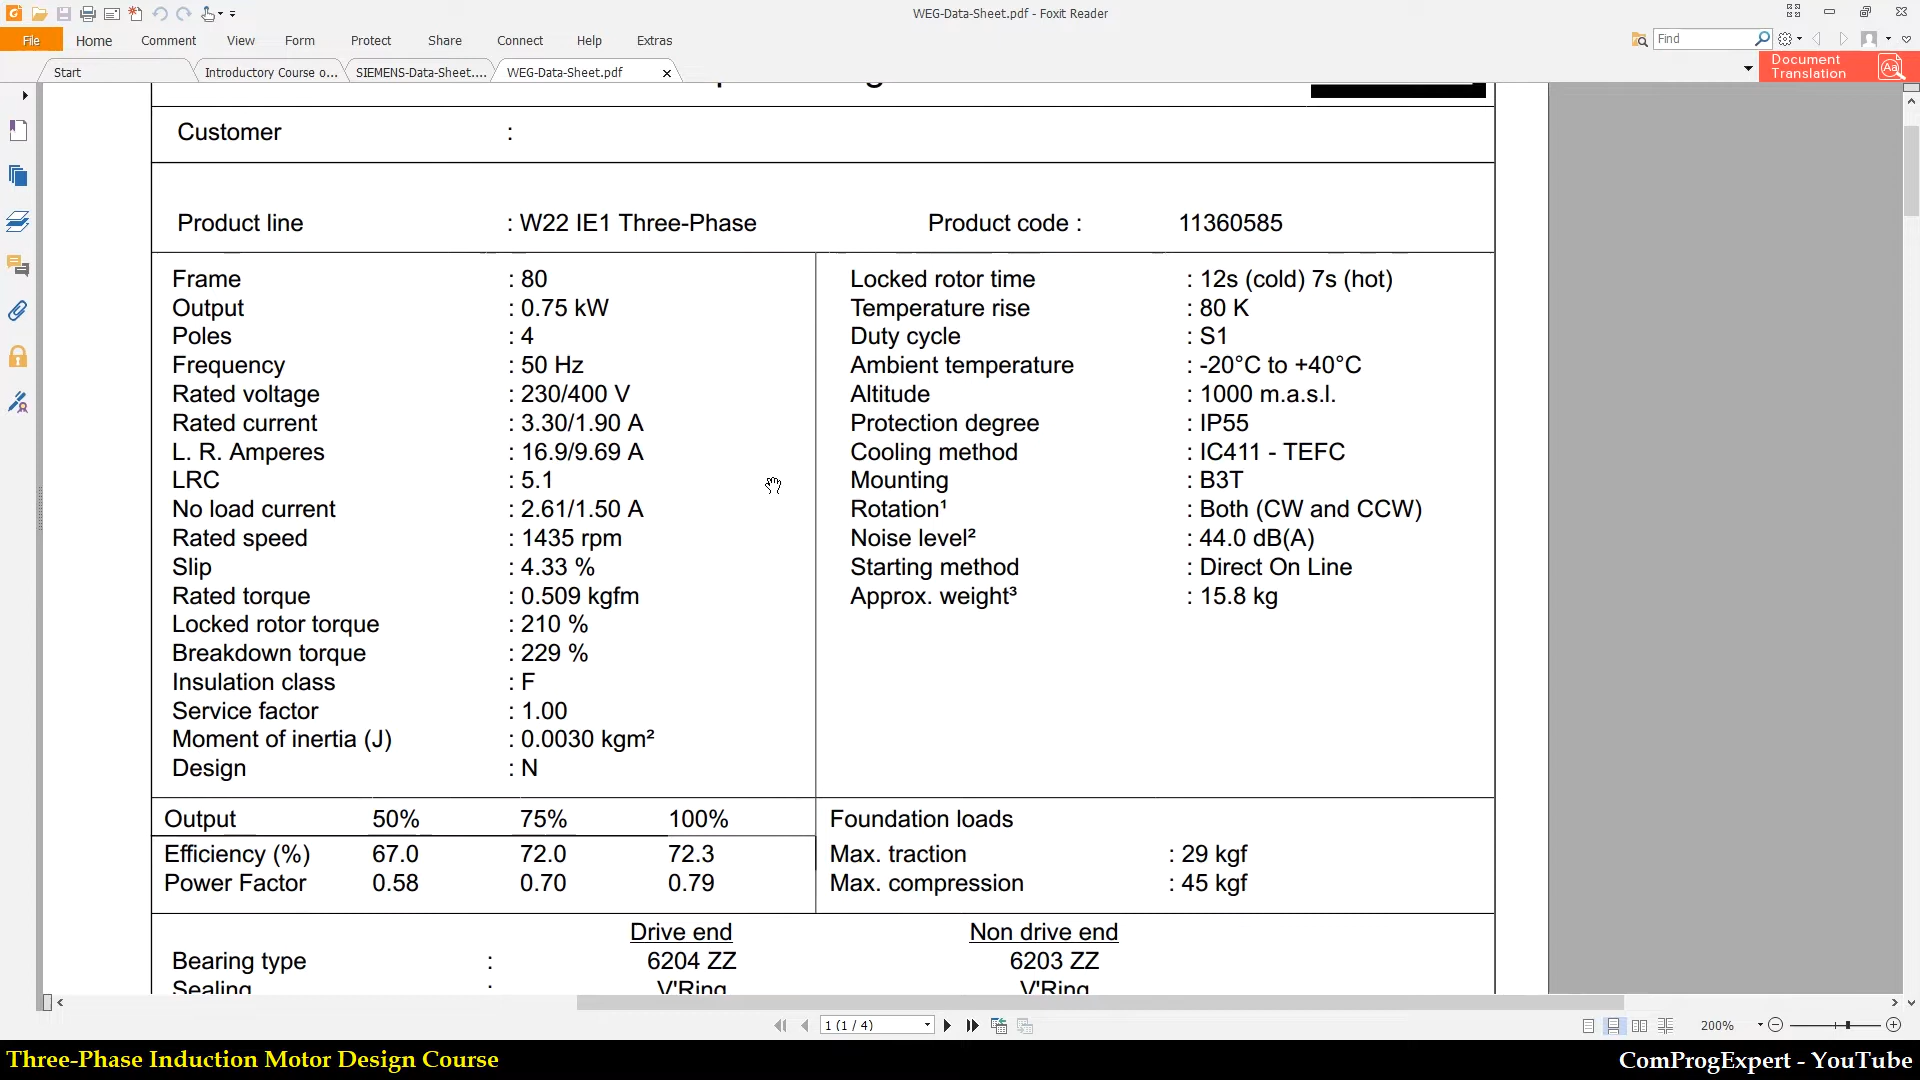 WEG-Data-Sheet.pdf - Foxit Reader
File Home Comment View Form Protect Share Connect Help Extras
Find
Start
Introductory Course o...
SIEMENS-Data-Sheet....
WEG-Data-Sheet.pdf
Document
Translation
Customer :
Product line : W22 IE1 Three-Phase Product code : 11360585
Frame : 80
Output : 0.75 kW
Poles : 4
Frequency : 50 Hz
Rated voltage : 230/400 V
Rated current : 3.30/1.90 A
L. R. Amperes : 16.9/9.69 A
LRC : 5.1
No load current : 2.61/1.50 A
Rated speed : 1435 rpm
Slip : 4.33 %
Rated torque : 0.509 kgfm
Locked rotor torque : 210 %
Breakdown torque : 229 %
Insulation class : F
Service factor : 1.00
Moment of inertia (J) : 0.0030 kgm²
Design : N
Locked rotor time : 12s (cold) 7s (hot)
Temperature rise : 80 K
Duty cycle : S1
Ambient temperature : -20°C to +40°C
Altitude : 1000 m.a.s.l.
Protection degree : IP55
Cooling method : IC411 - TEFC
Mounting : B3T
Rotation¹ : Both (CW and CCW)
Noise level² : 44.0 dB(A)
Starting method : Direct On Line
Approx. weight³ : 15.8 kg
Output 50% 75% 100%
Efficiency (%) 67.0 72.0 72.3
Power Factor 0.58 0.70 0.79
Foundation loads
Max. traction : 29 kgf
Max. compression : 45 kgf
Drive end Non drive end
Bearing type : 6204 ZZ 6203 ZZ
Sealing : V'Ring V'Ring
1 (1 / 4)
200%
Three-Phase Induction Motor Design Course
ComProgExpert - YouTube